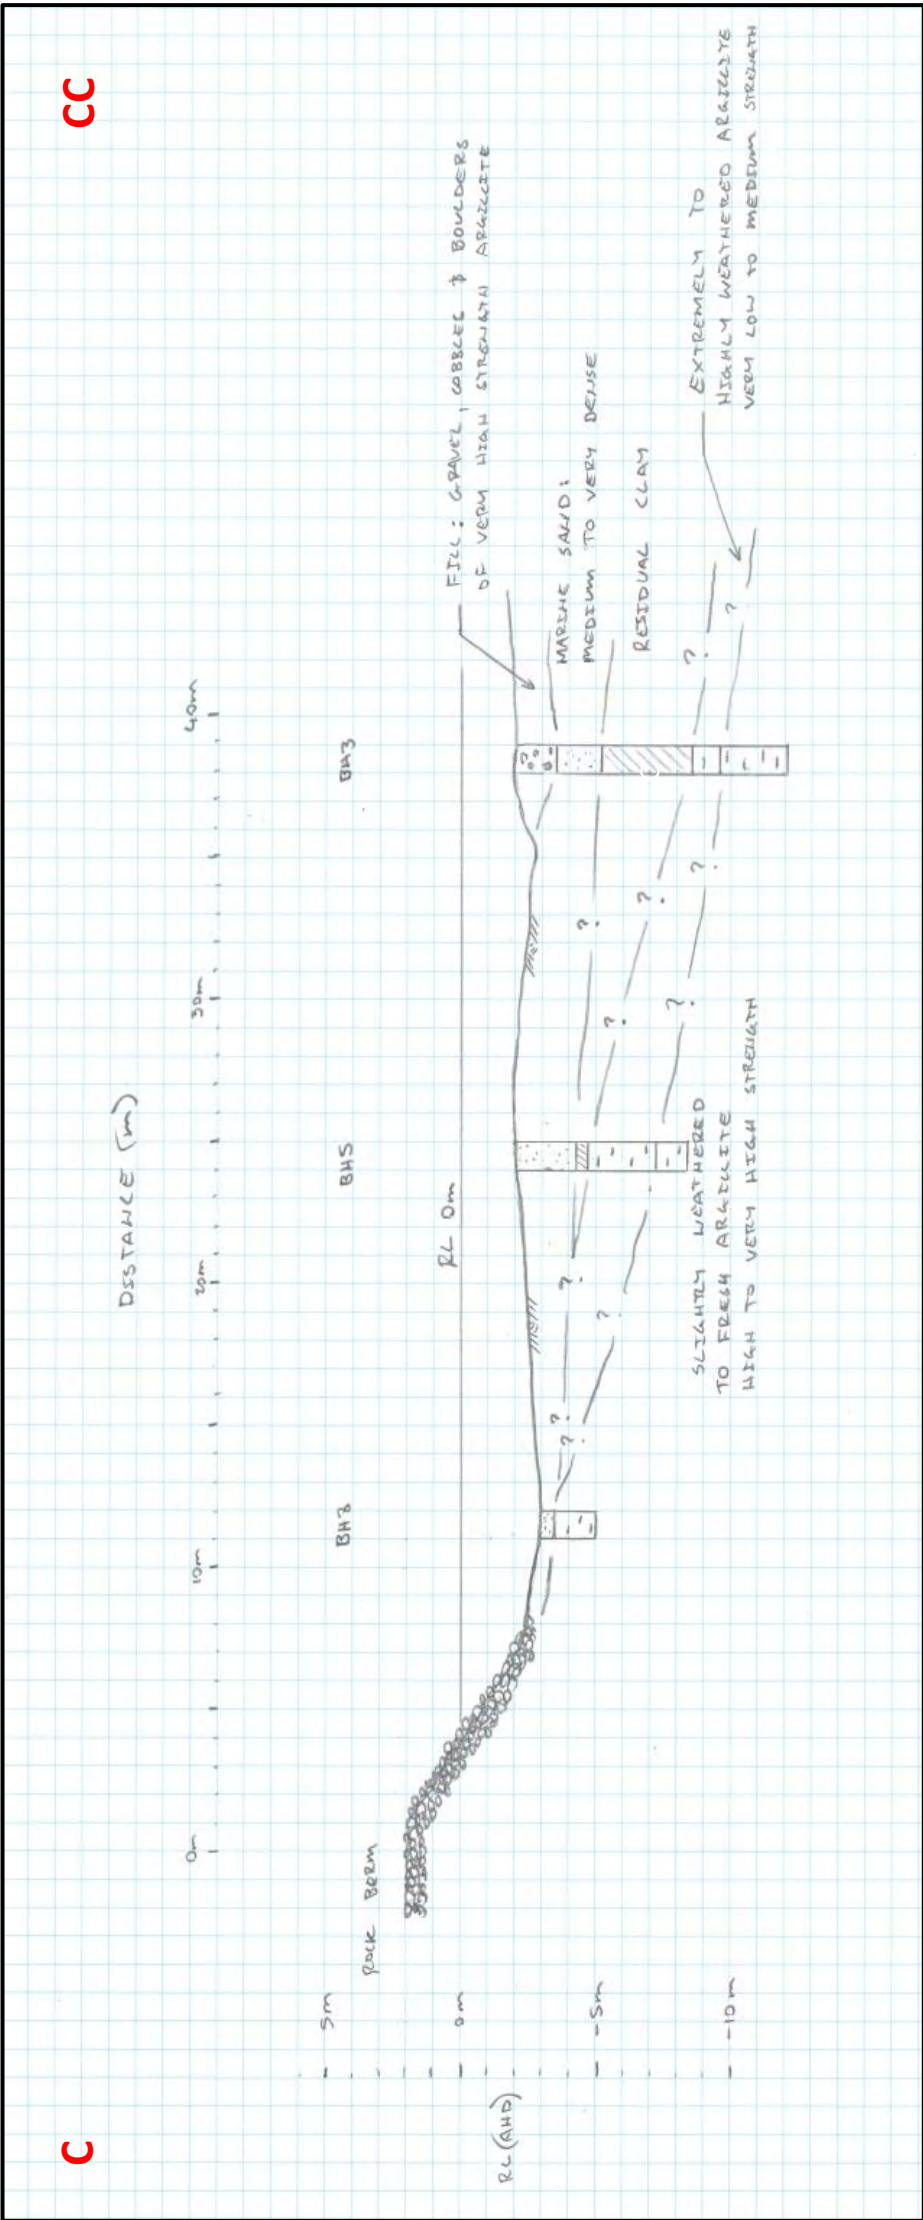 C
CC
DISTANCE (m)
0m
10m
20m
30m
40m
ROCK BERM
BH5
BH3
RL 0m
RL (AHD)
5m
0m
-5m
-10m
FILL: GRAVEL, COBBLES & BOULDERS
OF VERY HIGH STRENGTH ARGILLITE
MARINE SAND:
MEDIUM TO VERY DENSE
RESIDUAL CLAY
EXTREMELY TO
HIGHLY WEATHERED ARGILLITE
VERY LOW TO MEDIUM STRENGTH
SLIGHTLY WEATHERED
TO FRESH ARGILLITE
HIGH TO VERY HIGH STRENGTH
? ? ? ? ? ? ? ? ? ? ? ?